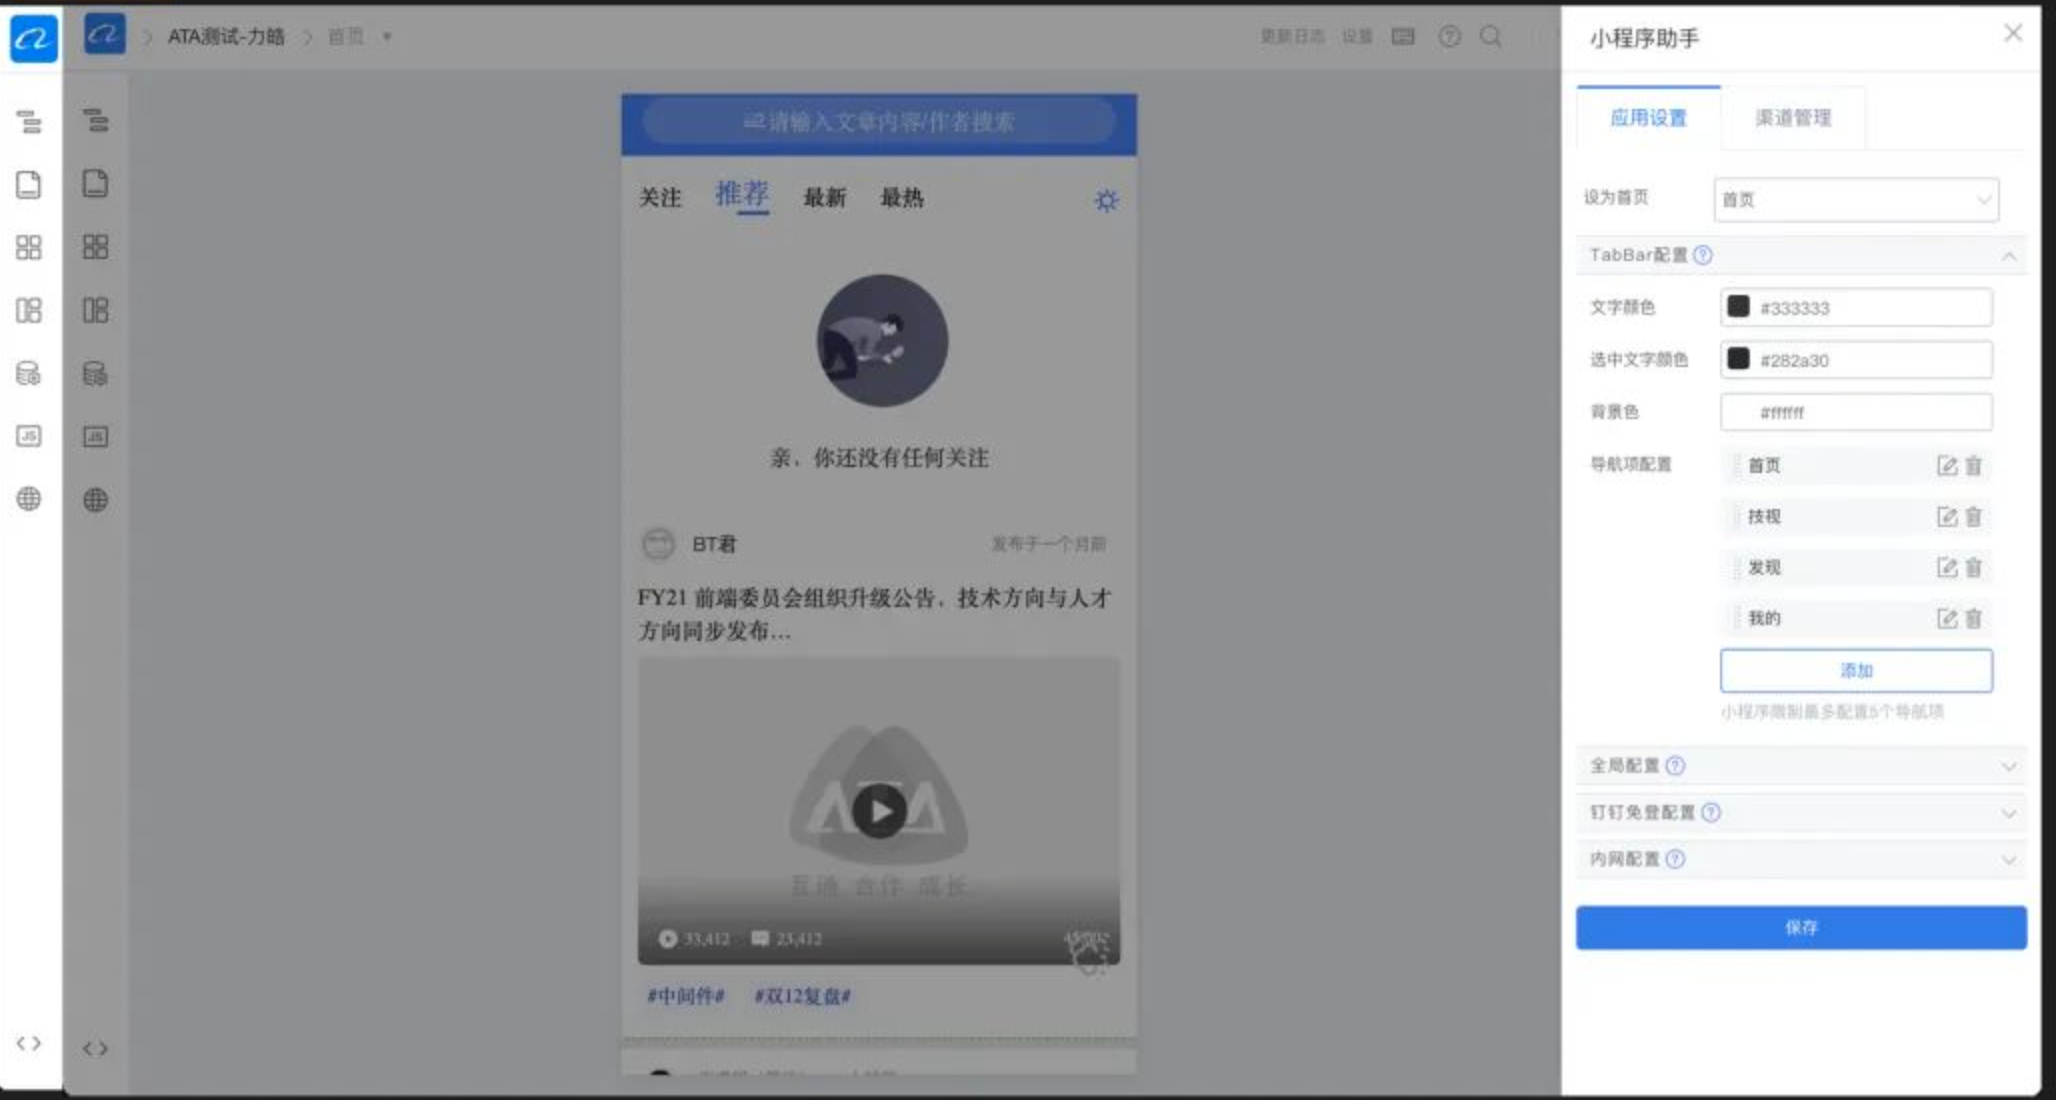 ATA测试-力皓 > 首页
更新日志 设置
请输入文章内容/作者搜索
关注 推荐 最新 最热
亲，你还没有任何关注
BT君 发布于一个月前
FY21 前端委员会组织升级公告，技术方向与人才
方向同步发布...
ATA
互通 合作 成长
33,412 23,412
#中间件# #双12复盘#
小程序助手
应用设置 渠道管理
设为首页 首页
TabBar配置
文字颜色 #333333
选中文字颜色 #282a30
背景色 #ffffff
导航项配置 首页
技视
发现
我的
添加
小程序限制最多配置5个导航项
全局配置
钉钉免登配置
内网配置
保存
JS
JS